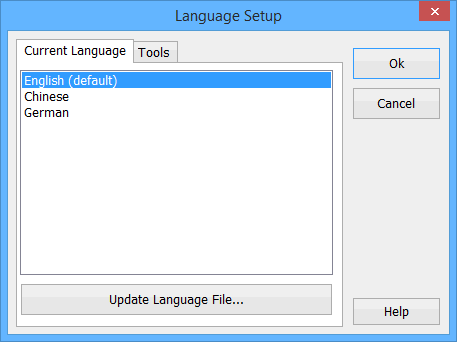 Language Setup
Current Language
Tools
English (default)
Chinese
German
Update Language File...
Ok
Cancel
Help